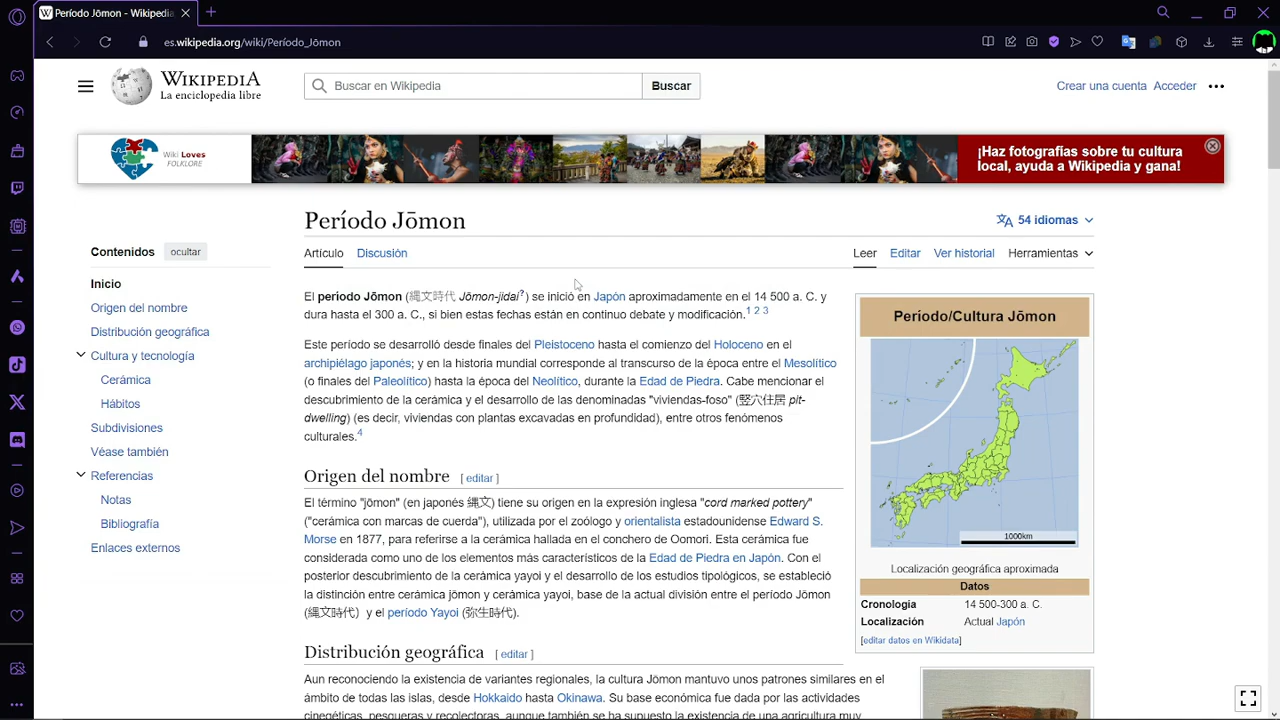 Período Jōmon - Wikipedia
es.wikipedia.org/wiki/Período_Jōmon
WIKIPEDIA
La enciclopedia libre
Buscar en Wikipedia
Buscar
Crear una cuenta Acceder
Wiki Loves
FOLKLORE
¡Haz fotografías sobre tu cultura
local, ayuda a Wikipedia y gana!
Período Jōmon
54 idiomas
Artículo Discusión
Leer Editar Ver historial Herramientas
Contenidos ocultar
Inicio
Origen del nombre
Distribución geográfica
Cultura y tecnología
Cerámica
Hábitos
Subdivisiones
Véase también
Referencias
Notas
Bibliografía
Enlaces externos
El período Jōmon (縄文時代 Jōmon-jidai?) se inició en Japón aproximadamente en el 14 500 a. C. y
dura hasta el 300 a. C., si bien estas fechas están en continuo debate y modificación.1 2 3
Este período se desarrolló desde finales del Pleistoceno hasta el comienzo del Holoceno en el
archipiélago japonés; y en la historia mundial corresponde al transcurso de la época entre el Mesolítico
(o finales del Paleolítico) hasta la época del Neolítico, durante la Edad de Piedra. Cabe mencionar el
descubrimiento de la cerámica y el desarrollo de las denominadas "viviendas-foso" (竪穴住居 pit-
dwelling) (es decir, viviendas con plantas excavadas en profundidad), entre otros fenómenos
culturales.4
Origen del nombre [ editar ]
El término "jōmon" (en japonés 縄文) tiene su origen en la expresión inglesa "cord marked pottery"
("cerámica con marcas de cuerda"), utilizada por el zoólogo y orientalista estadounidense Edward S.
Morse en 1877, para referirse a la cerámica hallada en el conchero de Oomori. Esta cerámica fue
considerada como uno de los elementos más característicos de la Edad de Piedra en Japón. Con el
posterior descubrimiento de la cerámica yayoi y el desarrollo de los estudios tipológicos, se estableció
la distinción entre cerámica jōmon y cerámica yayoi, base de la actual división entre el período Jōmon
(縄文時代) y el período Yayoi (弥生時代).
Distribución geográfica [ editar ]
Aun reconociendo la existencia de variantes regionales, la cultura Jōmon mantuvo unos patrones similares en el
ámbito de todas las islas, desde Hokkaido hasta Okinawa. Su base económica fue dada por las actividades
cinegéticas, pesqueras y recolectoras, aunque también se ha supuesto la existencia de una agricultura muy
Período/Cultura Jōmon
1000km
Localización geográfica aproximada
Datos
Cronología 14 500-300 a. C.
Localización Actual Japón
[editar datos en Wikidata]